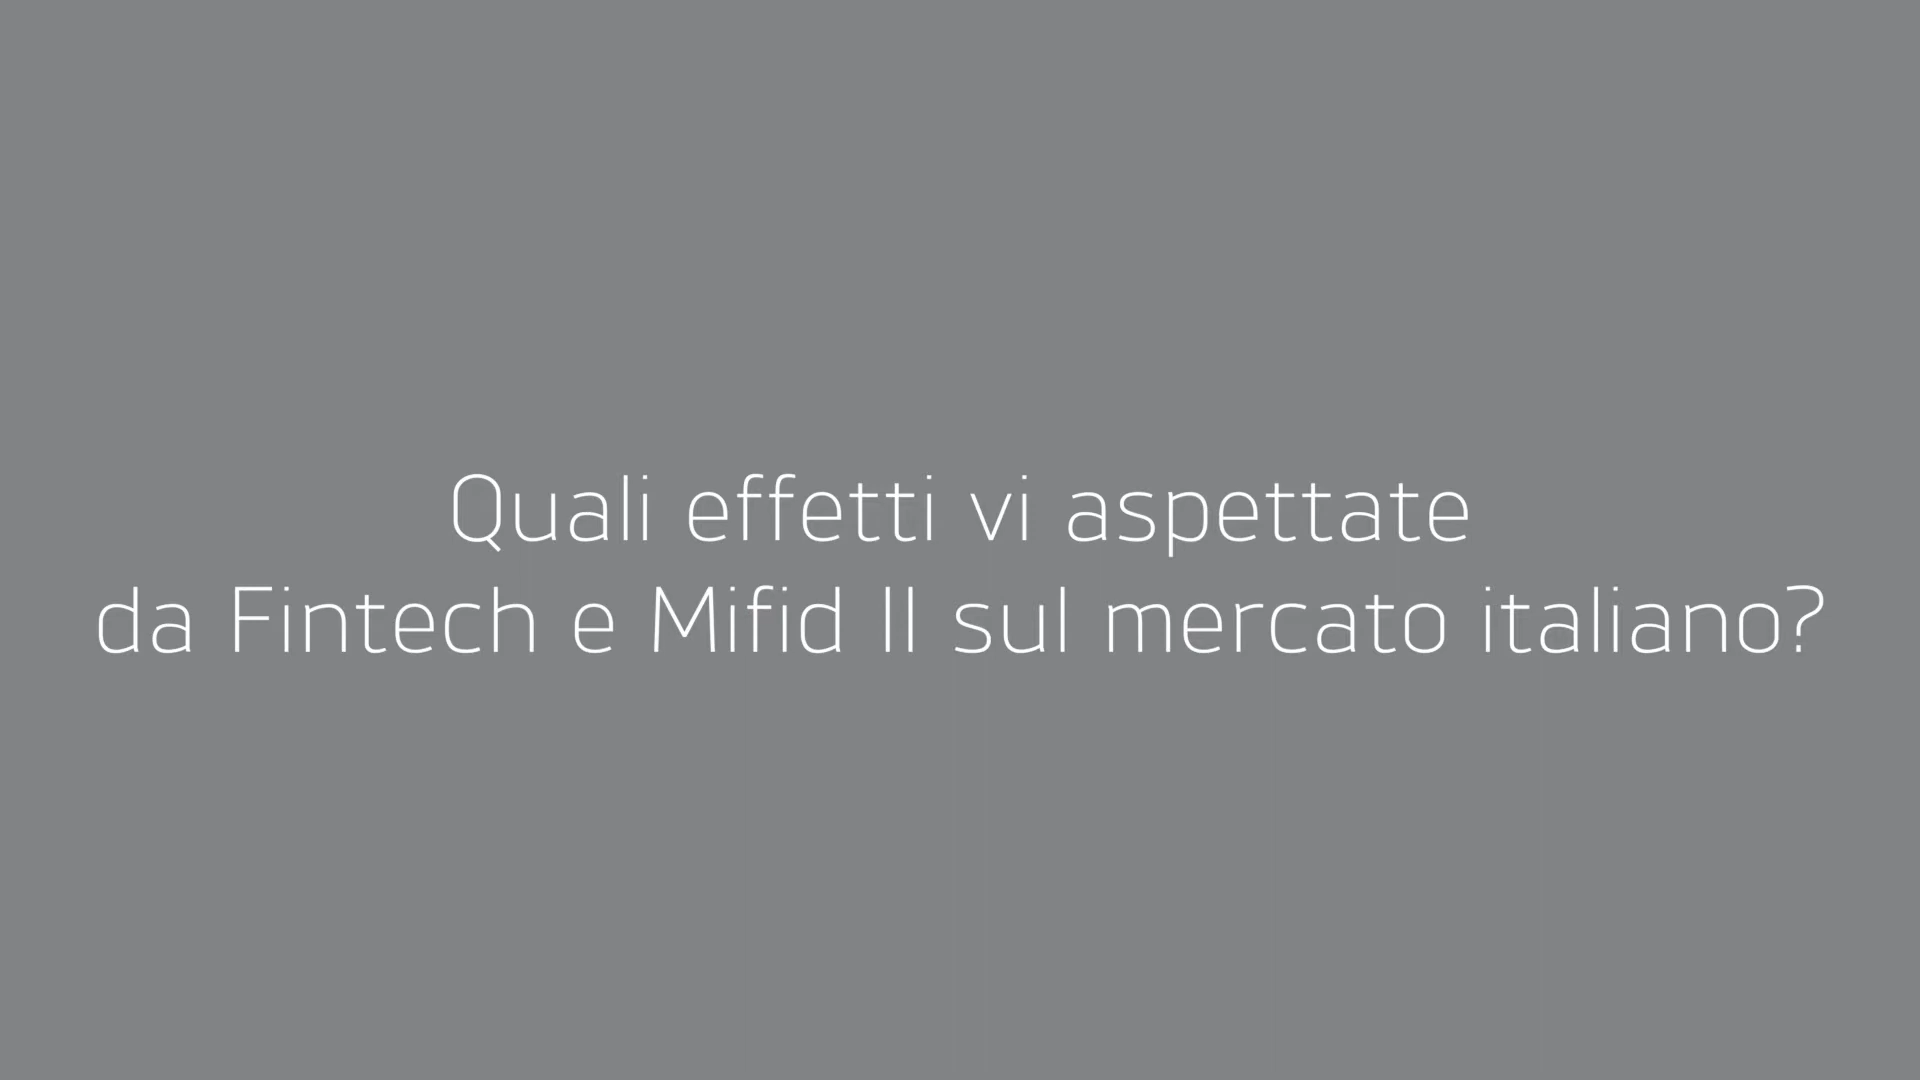 Quali effetti vi aspettate
da Fintech e Mifid II sul mercato italiano?